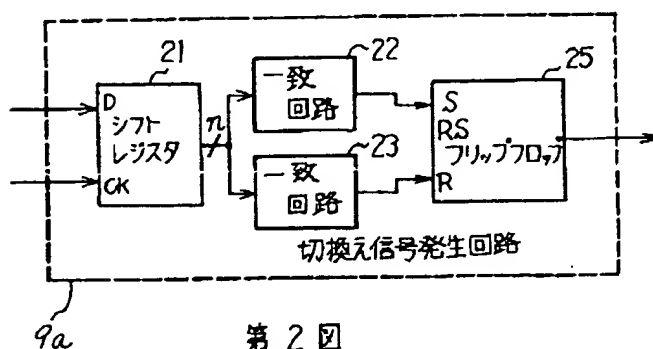 21
D
シフト
レジスタ
CK
n
22
一致
回路
23
一致
回路
25
S
RS
フリップフロップ
R
切換え信号発生回路
9a
第2図